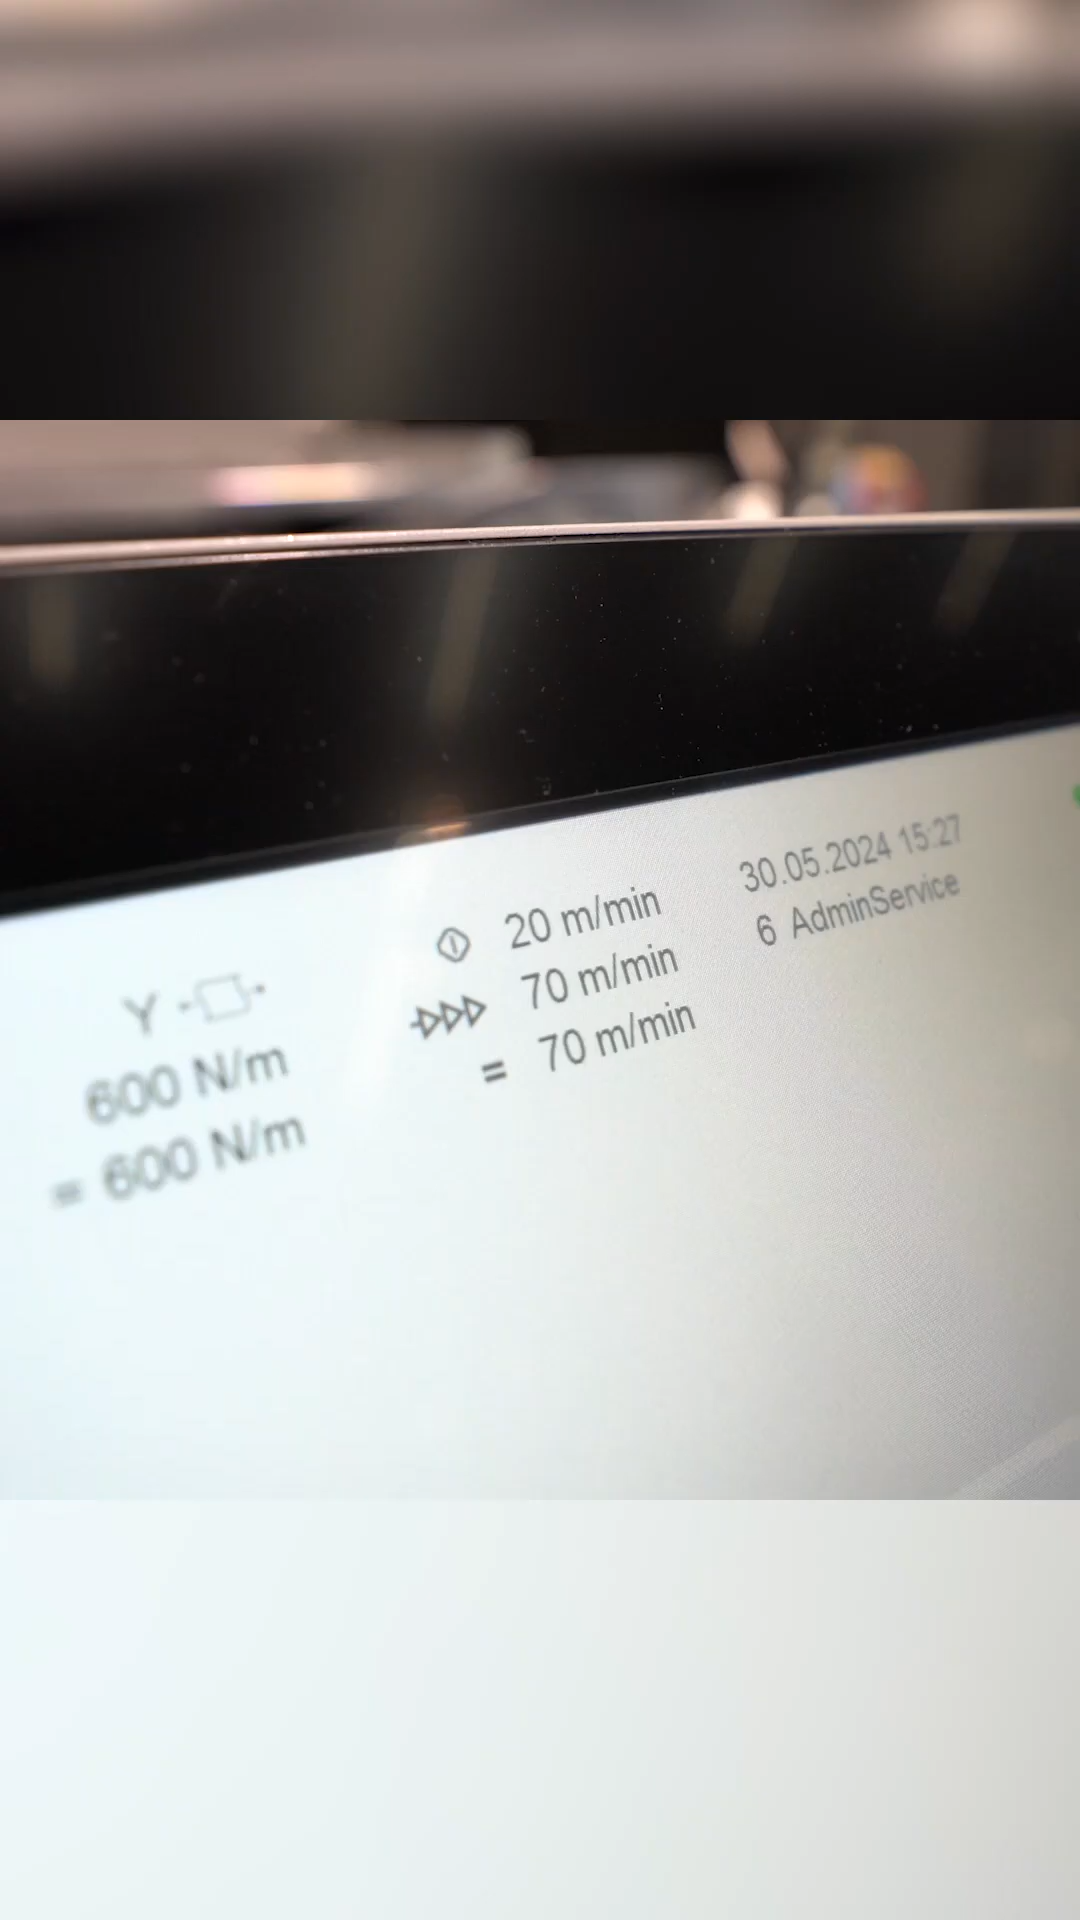 Y
600 N/m
= 600 N/m
20 m/min
70 m/min
= 70 m/min
30.05.2024 15:27
6 AdminService